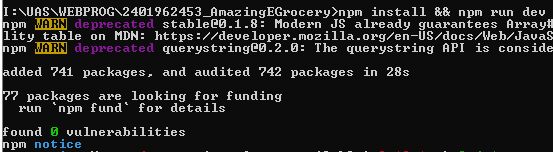 I:\UAS\WEBPROG\2401962453_AmazingEGrocery>npm install && npm run dev
npm WARN deprecated stable@0.1.8: Modern JS already guarantees Array#
lity table on MDN: https://developer.mozilla.org/en-US/docs/Web/JavaS
npm WARN deprecated querystring@0.2.0: The querystring API is conside
added 741 packages, and audited 742 packages in 28s
77 packages are looking for funding
run `npm fund` for details
found 0 vulnerabilities
npm notice